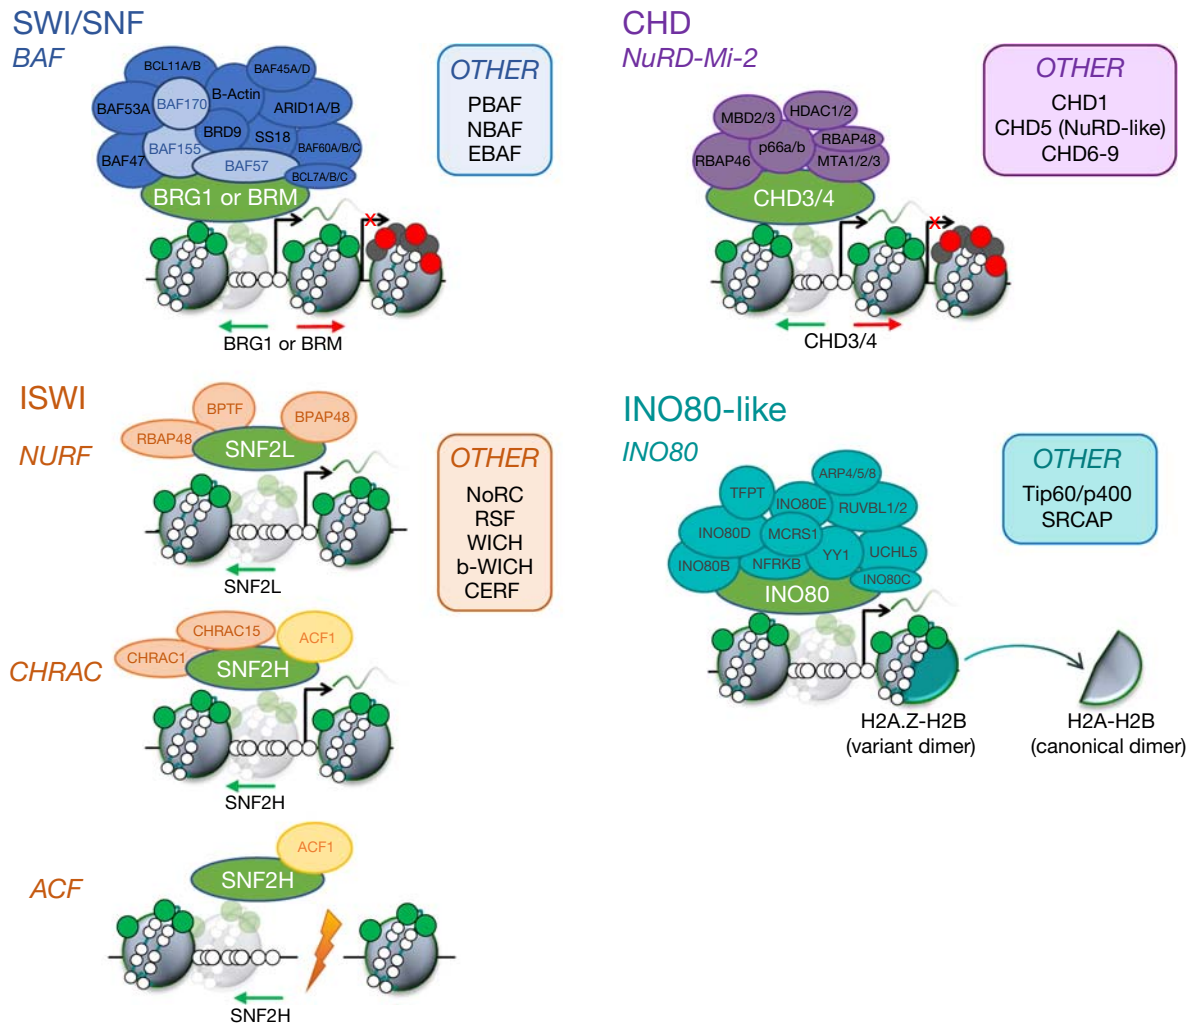 SWI/SNF
BAF
BCL11A/B
BAF45A/D
BAF53A
BAF170
B-Actin
ARID1A/B
BRD9
SS18
BAF47
BAF155
BAF60A/B/C
BAF57
BCL7A/B/C
BRG1 or BRM
X
BRG1 or BRM
OTHER
PBAF
NBAF
EBAF
CHD
NuRD-Mi-2
MBD2/3
HDAC1/2
RBAP46
p66a/b
RBAP48
MTA1/2/3
CHD3/4
X
CHD3/4
OTHER
CHD1
CHD5 (NuRD-like)
CHD6-9
ISWI
NURF
BPTF
BPAP48
RBAP48
SNF2L
SNF2L
OTHER
NoRC
RSF
WICH
b-WICH
CERF
CHRAC
CHRAC15
ACF1
CHRAC1
SNF2H
SNF2H
ACF
ACF1
SNF2H
SNF2H
INO80-like
INO80
ARP4/5/8
TFPT
INO80E
RUVBL1/2
INO80D
MCRS1
YY1
UCHL5
INO80B
NFRKB
INO80C
INO80
H2A.Z-H2B
(variant dimer)
H2A-H2B
(canonical dimer)
OTHER
Tip60/p400
SRCAP